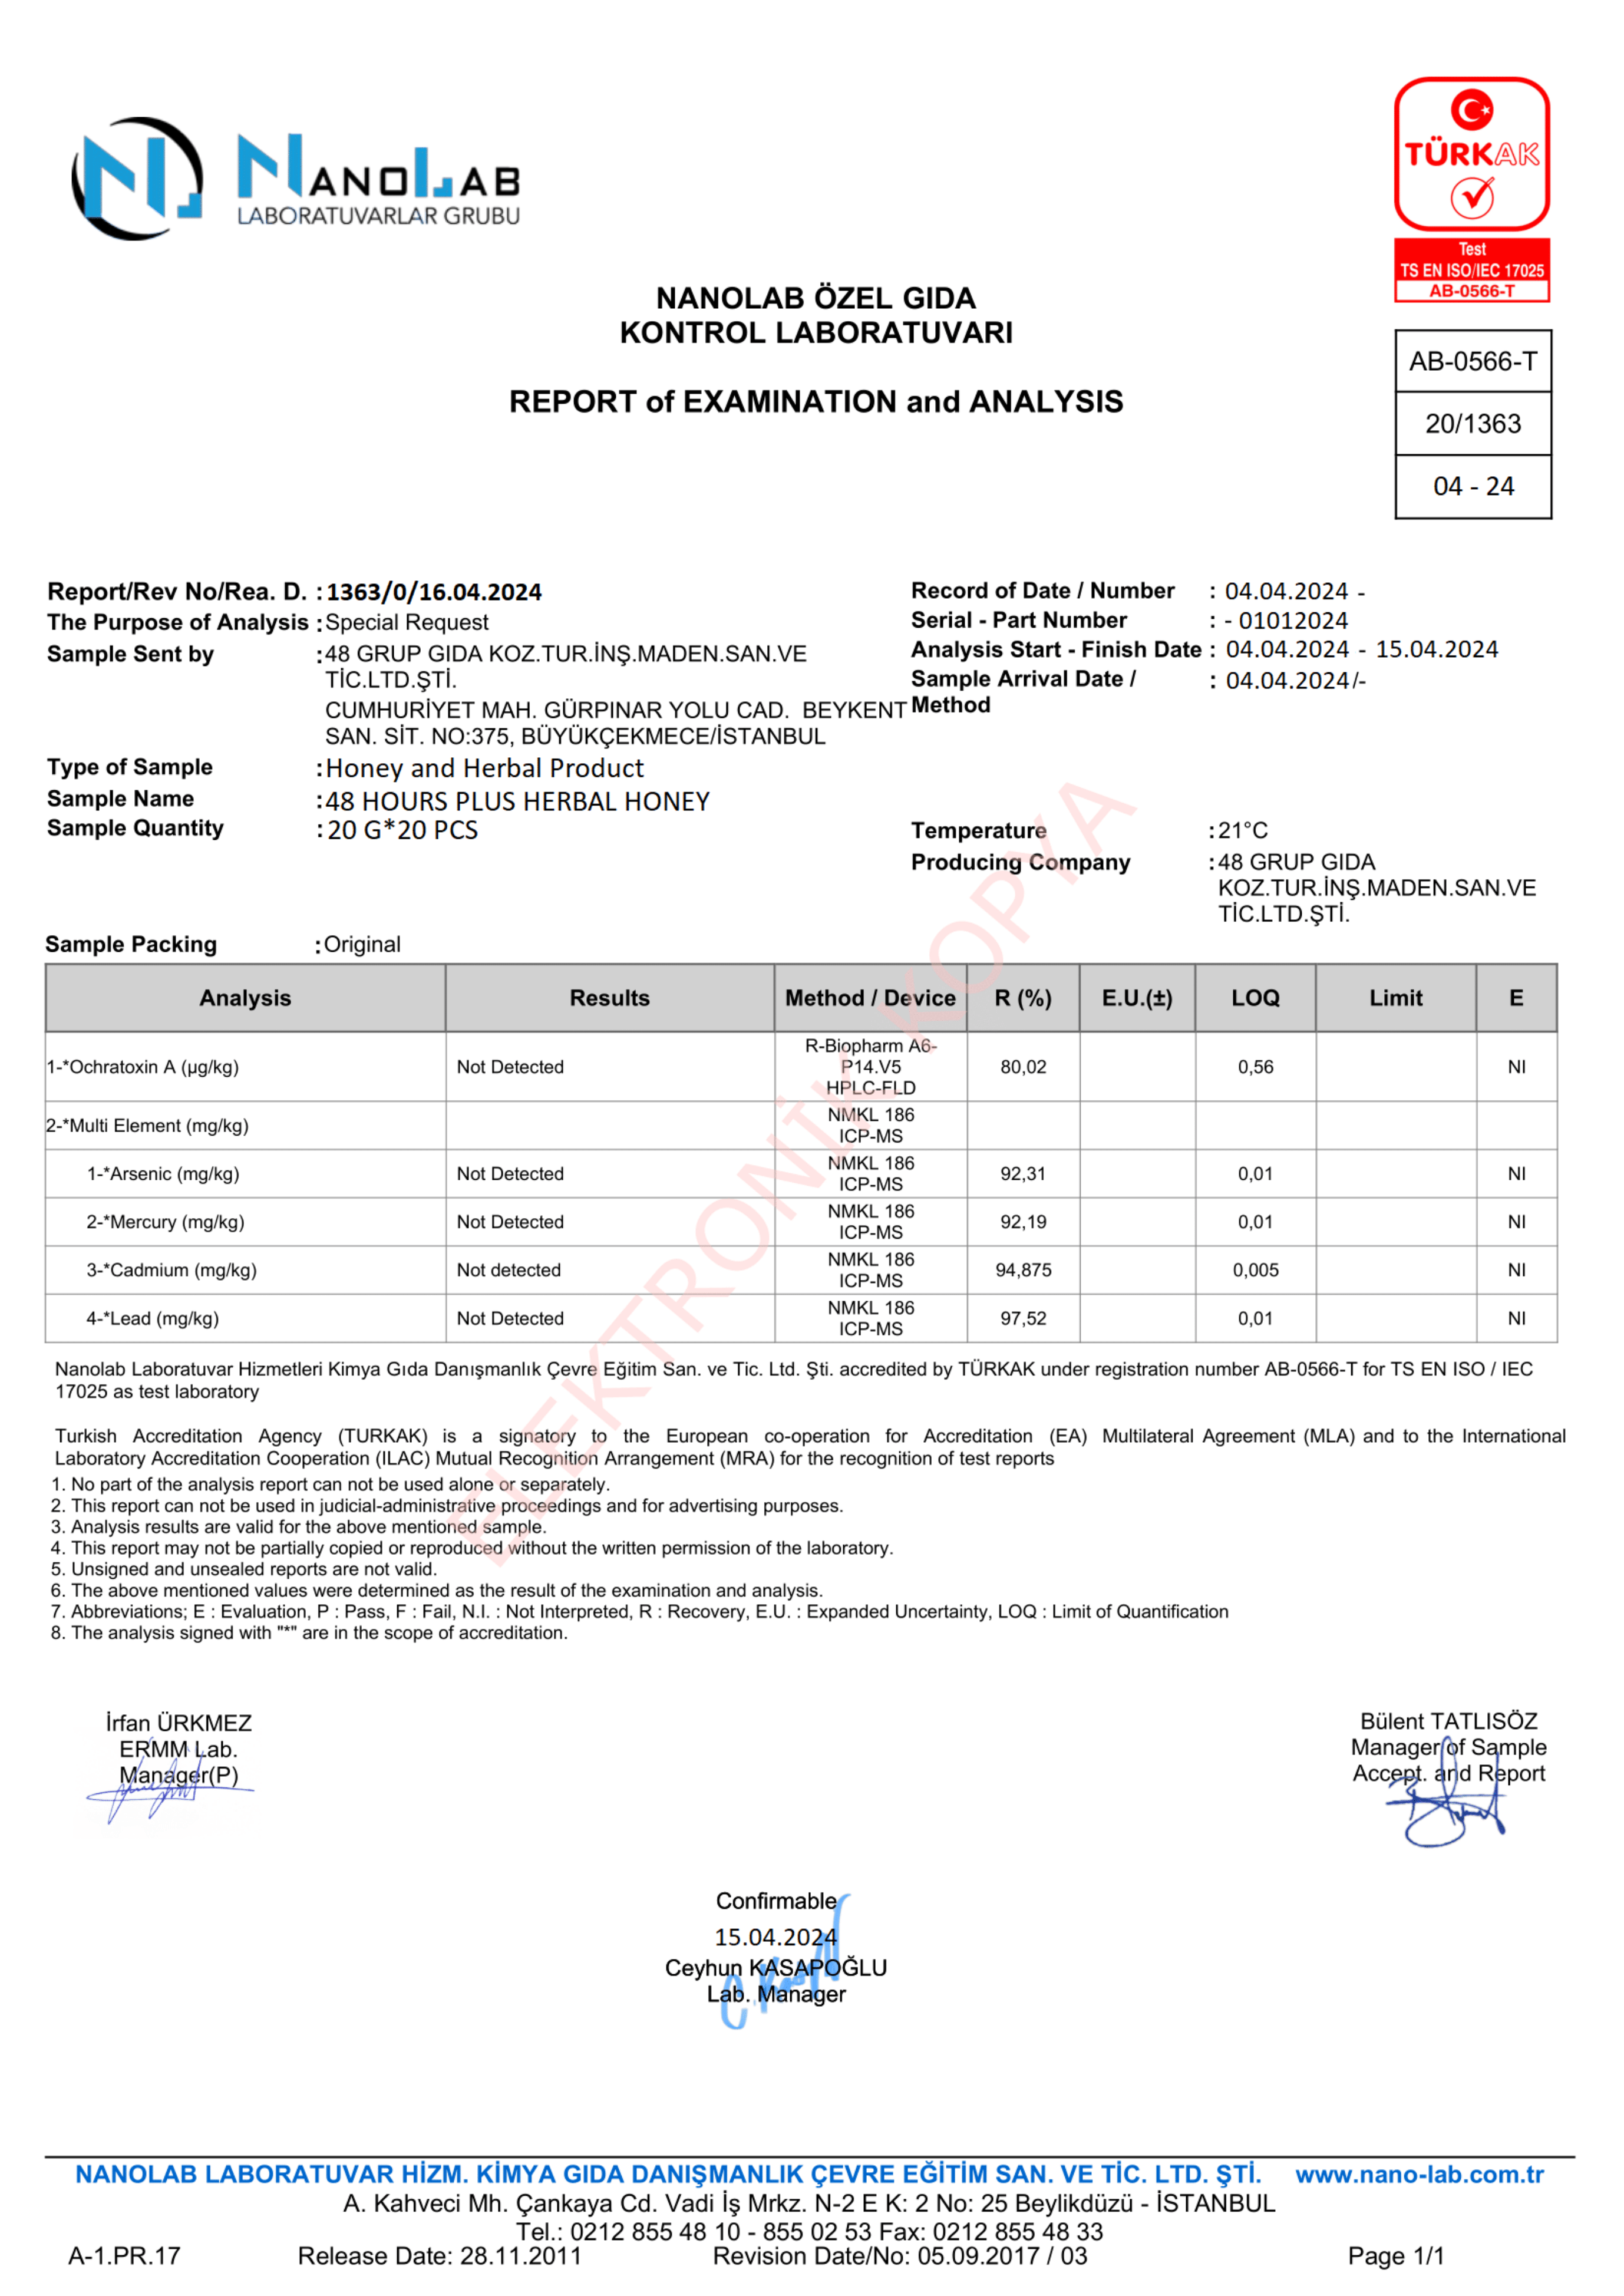 NANOLAB
LABORATUVARLAR GRUBU
TÜRKAK
Test
TS EN ISO/IEC 17025
AB-0566-T
NANOLAB ÖZEL GIDA
KONTROL LABORATUVARI
REPORT of EXAMINATION and ANALYSIS
AB-0566-T
20/1363
04 - 24
Report/Rev No/Rea. D. : 1363/0/16.04.2024
The Purpose of Analysis : Special Request
Sample Sent by : 48 GRUP GIDA KOZ.TUR.İNŞ.MADEN.SAN.VE
TİC.LTD.ŞTİ.
CUMHURİYET MAH. GÜRPINAR YOLU CAD. BEYKENT
SAN. SİT. NO:375, BÜYÜKÇEKMECE/İSTANBUL
Type of Sample : Honey and Herbal Product
Sample Name : 48 HOURS PLUS HERBAL HONEY
Sample Quantity : 20 G*20 PCS
Record of Date / Number : 04.04.2024 -
Serial - Part Number : - 01012024
Analysis Start - Finish Date : 04.04.2024 - 15.04.2024
Sample Arrival Date / : 04.04.2024/-
Method
Temperature : 21°C
Producing Company : 48 GRUP GIDA
KOZ.TUR.İNŞ.MADEN.SAN.VE
TİC.LTD.ŞTİ.
Sample Packing : Original
Analysis Results Method / Device R (%) E.U.(±) LOQ Limit E
1-*Ochratoxin A (µg/kg) Not Detected R-Biopharm A6-
P14.V5
HPLC-FLD 80,02 0,56 NI
2-*Multi Element (mg/kg) NMKL 186
ICP-MS
1-*Arsenic (mg/kg) Not Detected NMKL 186
ICP-MS 92,31 0,01 NI
2-*Mercury (mg/kg) Not Detected NMKL 186
ICP-MS 92,19 0,01 NI
3-*Cadmium (mg/kg) Not detected NMKL 186
ICP-MS 94,875 0,005 NI
4-*Lead (mg/kg) Not Detected NMKL 186
ICP-MS 97,52 0,01 NI
ELEKTRONİK KOPYA
Nanolab Laboratuvar Hizmetleri Kimya Gıda Danışmanlık Çevre Eğitim San. ve Tic. Ltd. Şti. accredited by TÜRKAK under registration number AB-0566-T for TS EN ISO / IEC
17025 as test laboratory
Turkish Accreditation Agency (TURKAK) is a signatory to the European co-operation for Accreditation (EA) Multilateral Agreement (MLA) and to the International
Laboratory Accreditation Cooperation (ILAC) Mutual Recognition Arrangement (MRA) for the recognition of test reports
1. No part of the analysis report can not be used alone or separately.
2. This report can not be used in judicial-administrative proceedings and for advertising purposes.
3. Analysis results are valid for the above mentioned sample.
4. This report may not be partially copied or reproduced without the written permission of the laboratory.
5. Unsigned and unsealed reports are not valid.
6. The above mentioned values were determined as the result of the examination and analysis.
7. Abbreviations; E : Evaluation, P : Pass, F : Fail, N.I. : Not Interpreted, R : Recovery, E.U. : Expanded Uncertainty, LOQ : Limit of Quantification
8. The analysis signed with "*" are in the scope of accreditation.
İrfan ÜRKMEZ
ERMM Lab.
Manager(P)
Bülent TATLISÖZ
Manager of Sample
Accept. and Report
Confirmable
15.04.2024
Ceyhun KASAPOĞLU
Lab. Manager
NANOLAB LABORATUVAR HİZM. KİMYA GIDA DANIŞMANLIK ÇEVRE EĞİTİM SAN. VE TİC. LTD. ŞTİ. www.nano-lab.com.tr
A. Kahveci Mh. Çankaya Cd. Vadi İş Mrkz. N-2 E K: 2 No: 25 Beylikdüzü - İSTANBUL
Tel.: 0212 855 48 10 - 855 02 53 Fax: 0212 855 48 33
A-1.PR.17 Release Date: 28.11.2011 Revision Date/No: 05.09.2017 / 03 Page 1/1